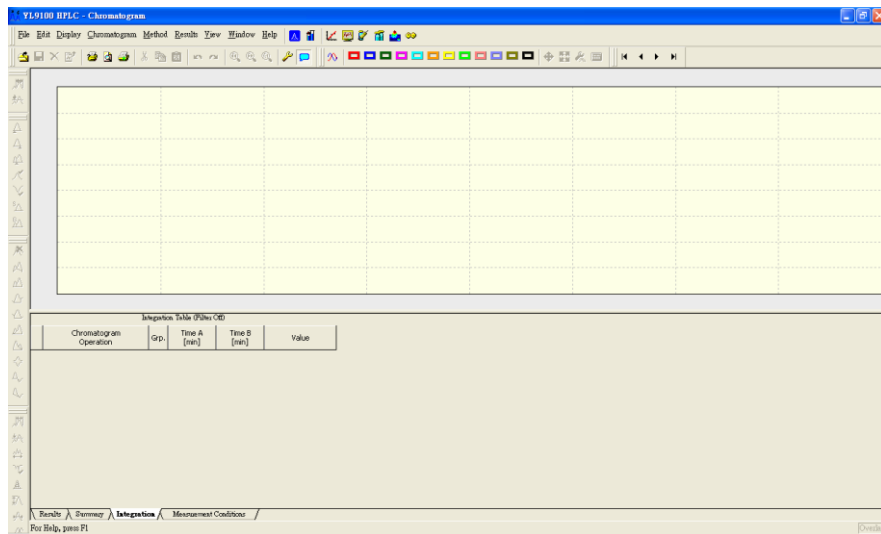 YL9100 HPLC - Chromatogram
File Edit Display Chromatogram Method Results View Window Help
Integration Table (Filter Off)
Chromatogram Operation Grp. Time A [min] Time B [min] Value
Results Summary Integration Measurement Conditions
For Help, press F1
Overla